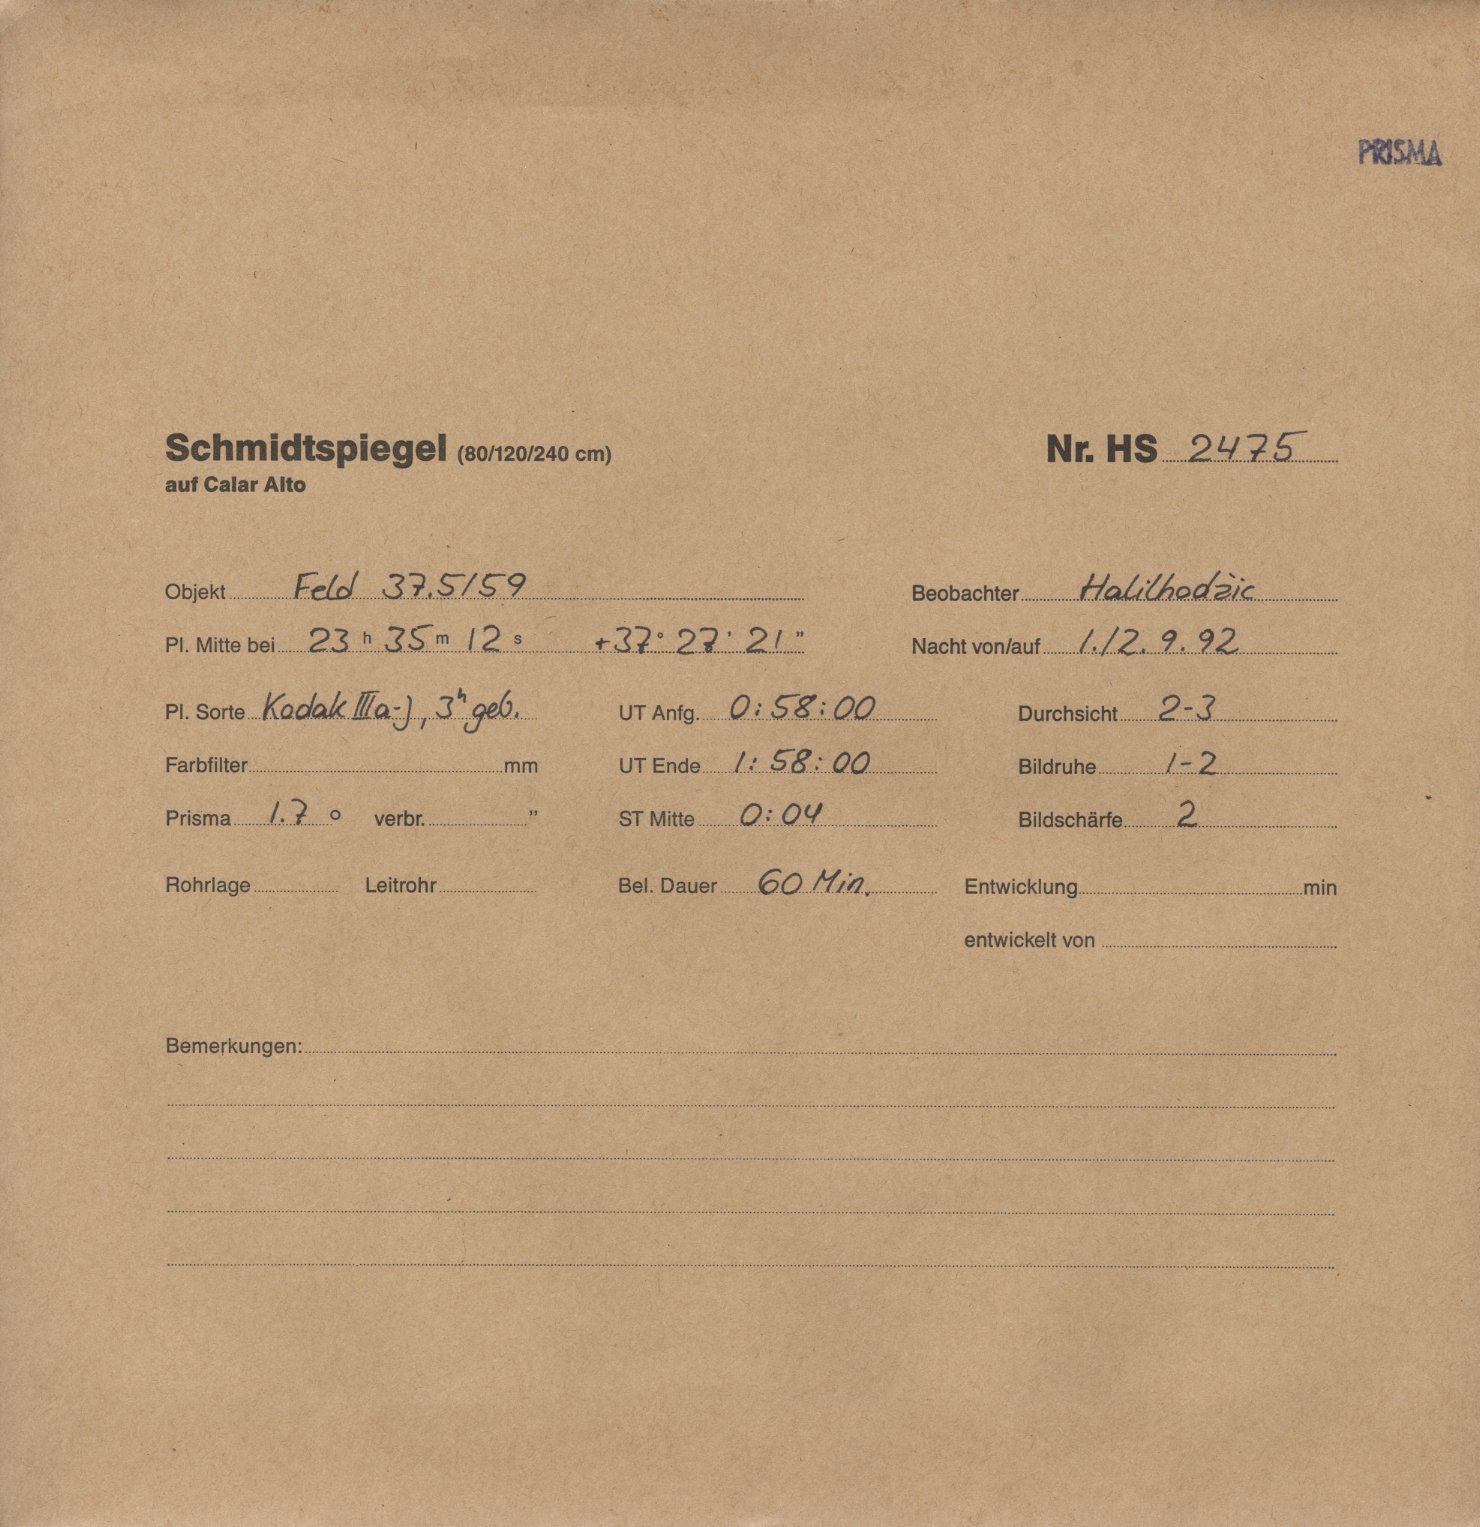 PRISMA
Schmidtspiegel (80/120/240 cm) Nr. HS 2475
auf Calar Alto
Objekt Feld 37.5/59 Beobachter Halilhodžic
Pl. Mitte bei 23 h 35 m 12 s +37° 27' 21" Nacht von/auf 1./2. 9. 92
Pl. Sorte Kodak IIIa-J, 3h geb. UT Anfg. 0:58:00 Durchsicht 2-3
Farbfilter mm UT Ende 1:58:00 Bildruhe 1-2
Prisma 1.7 ° verbr. " ST Mitte 0:04 Bildschärfe 2
Rohrlage Leitrohr Bel. Dauer 60 Min. Entwicklung min
entwickelt von
Bemerkungen: